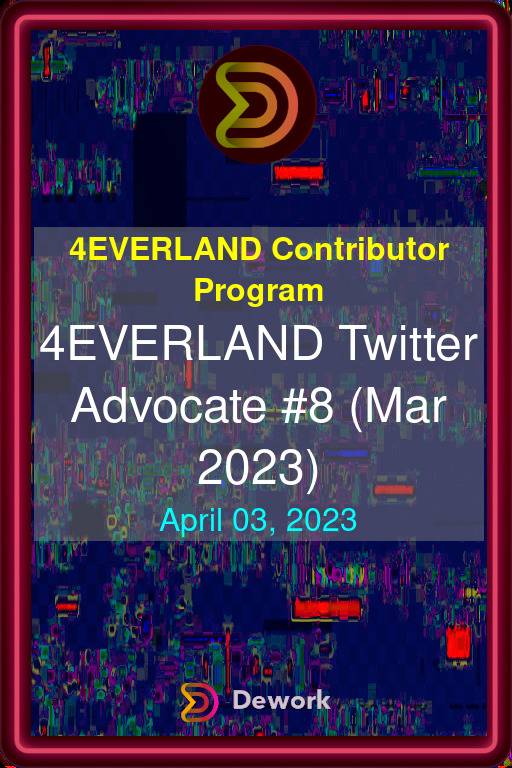 4EVERLAND Contributor
Program
4EVERLAND Twitter
Advocate #8 (Mar
2023)
April 03, 2023
Dework